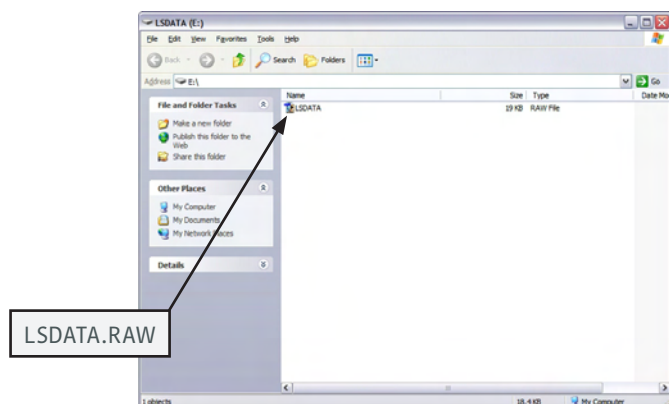 LSDATA (E:)
File Edit View Favorites Tools Help
Back Search Folders
Address E:\ Go
Name Size Type Date Mo
LSDATA 19 KB RAW File
File and Folder Tasks
Make a new folder
Publish this folder to the
Web
Share this folder
Other Places
My Computer
My Documents
My Network Places
Details
LSDATA.RAW
1 objects 18.4 KB My Computer